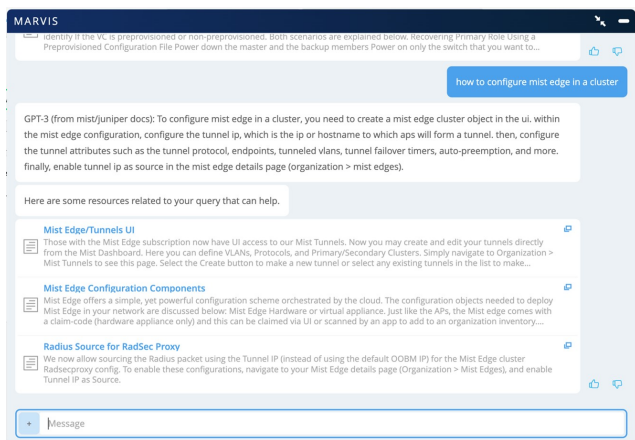 MARVIS
identify if the VC is preprovisioned or non-preprovisioned. Both scenarios are explained below. Recovering Primary Role Using a
Preprovisioned Configuration File Power down the master and the backup members Power on only the switch that you want to...
how to configure mist edge in a cluster
GPT-3 (from mist/juniper docs): To configure mist edge in a cluster, you need to create a mist edge cluster object in the ui. within
the mist edge configuration, configure the tunnel ip, which is the ip or hostname to which aps will form a tunnel. then, configure
the tunnel attributes such as the tunnel protocol, endpoints, tunneled vlans, tunnel failover timers, auto-preemption, and more.
finally, enable tunnel ip as source in the mist edge details page (organization > mist edges).
Here are some resources related to your query that can help.
Mist Edge/Tunnels UI
Those with the Mist Edge subscription now have UI access to our Mist Tunnels. Now you may create and edit your tunnels directly
from the Mist Dashboard. Here you can define VLANs, Protocols, and Primary/Secondary Clusters. Simply navigate to Organization >
Mist Tunnels to see this page. Select the Create button to make a new tunnel or select any existing tunnels in the list to make...
Mist Edge Configuration Components
Mist Edge offers a simple, yet powerful configuration scheme orchestrated by the cloud. The configuration objects needed to deploy
Mist Edge in your network are discussed below: Mist Edge Hardware or virtual appliance. Just like the APs, the Mist edge comes with
a claim-code (hardware appliance only) and this can be claimed via UI or scanned by an app to add to an organization inventory....
Radius Source for RadSec Proxy
We now allow sourcing the Radius packet using the Tunnel IP (instead of using the default OOBM IP) for the Mist Edge cluster
Radsecproxy config. To enable these configurations, navigate to your Mist Edge details page (Organization > Mist Edges), and enable
Tunnel IP as Source.
+ Message